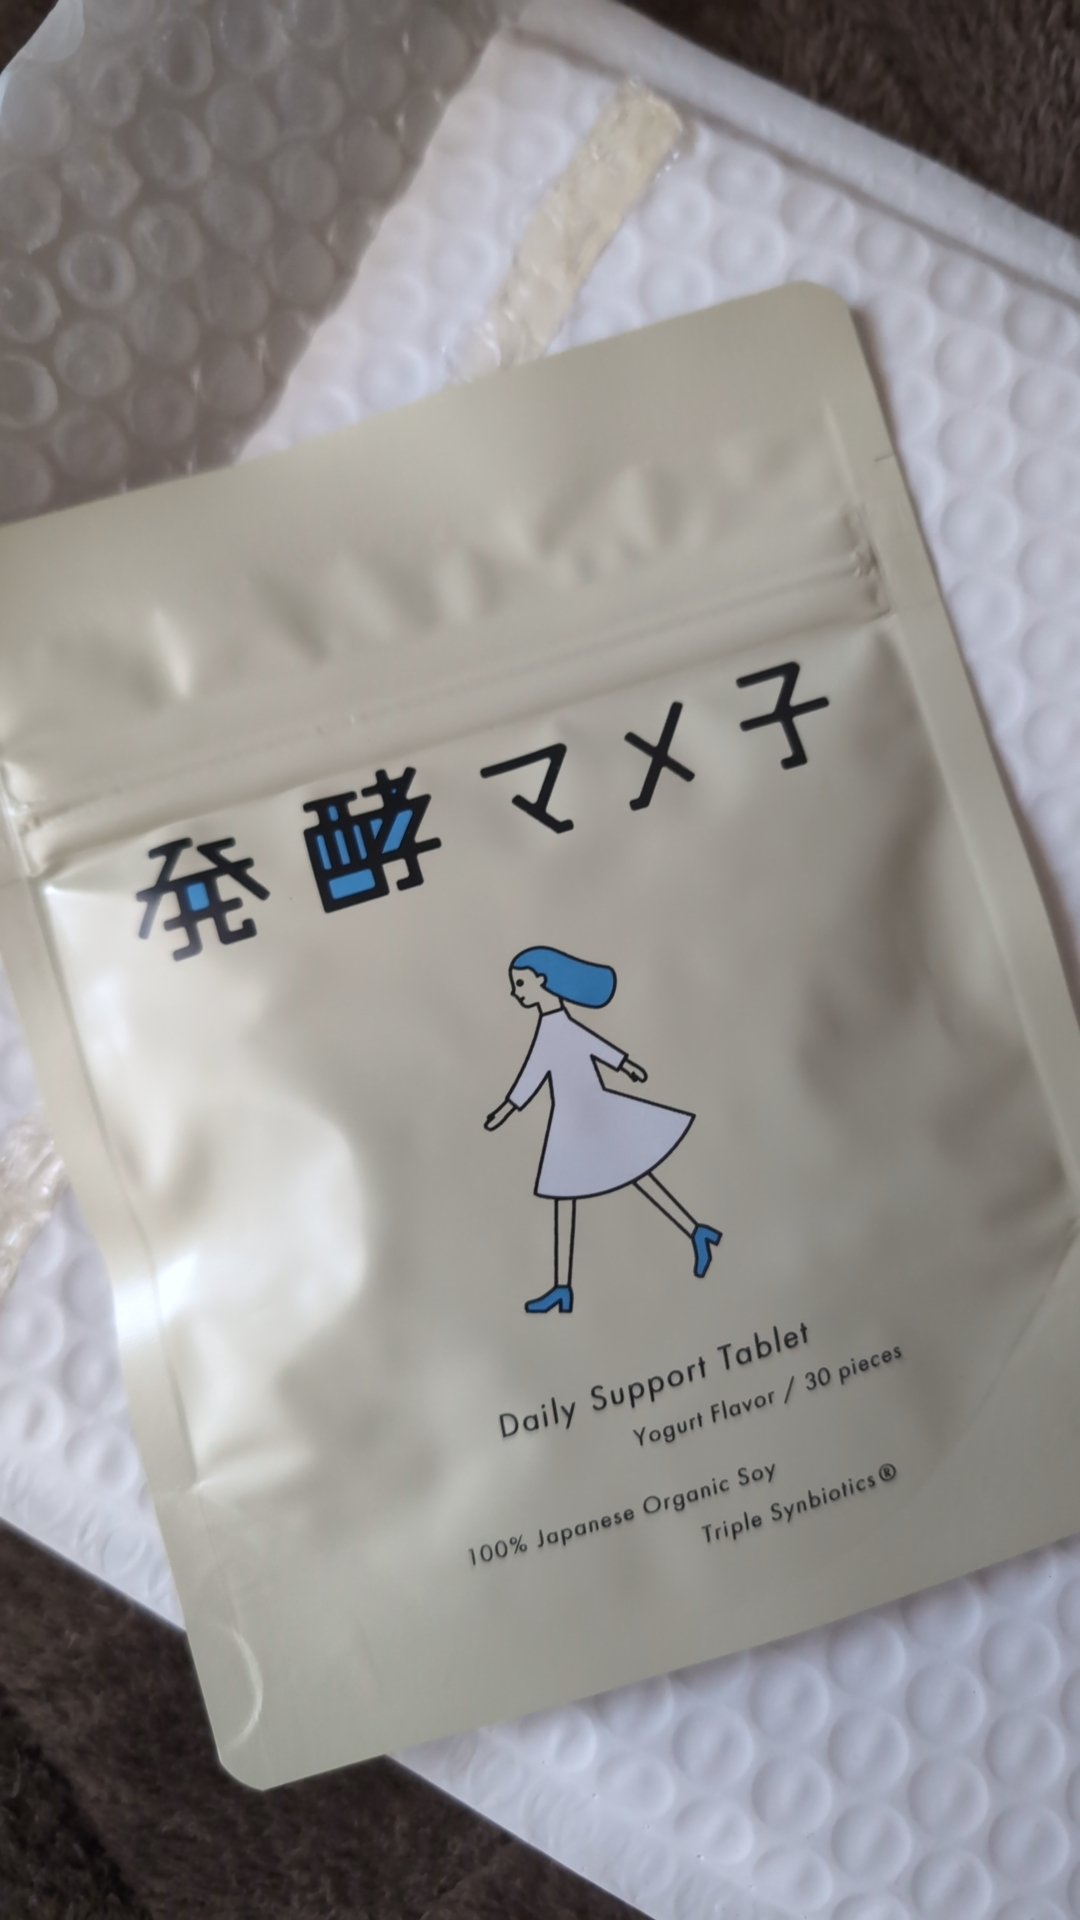 発酵マメ子
Daily Support Tablet
Yogurt Flavor / 30 pieces
100% Japanese Organic Soy
Triple Synbiotics®